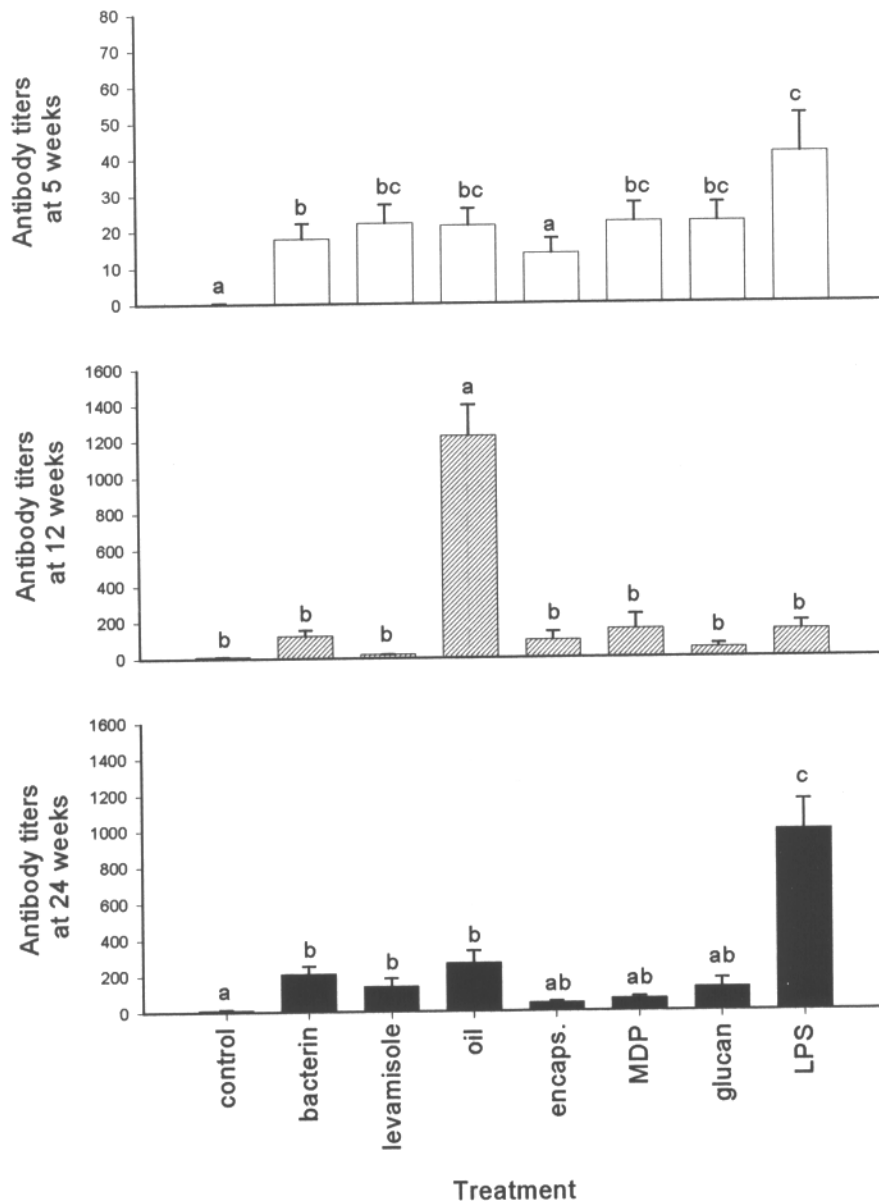 Antibody titers
at 5 weeks
80
70
60
50
40
30
20
10
0
a
b
bc
bc
a
bc
bc
c
Antibody titers
at 12 weeks
1600
1400
1200
1000
800
600
400
200
0
b
b
b
a
b
b
b
b
Antibody titers
at 24 weeks
1600
1400
1200
1000
800
600
400
200
0
a
b
b
b
ab
ab
ab
c
control
bacterin
levamisole
oil
encaps.
MDP
glucan
LPS
Treatment